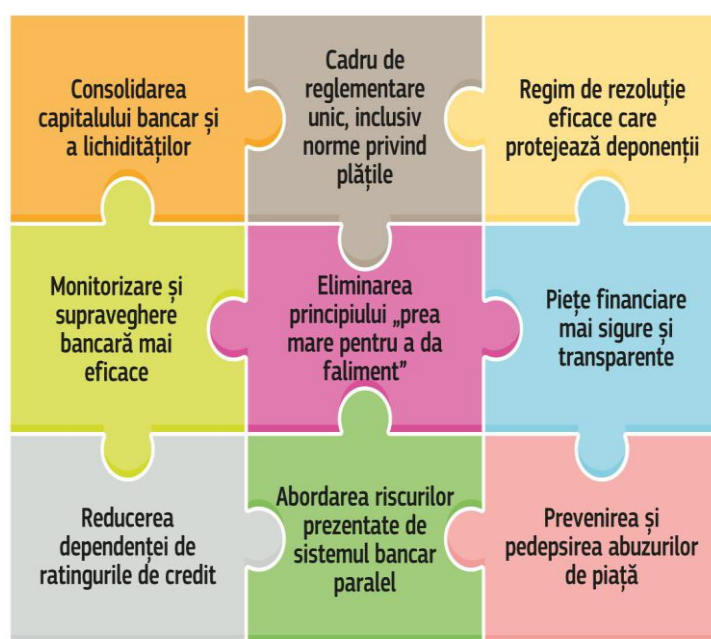 Consolidarea
capitalului bancar și
a lichidităților
Cadru de
reglementare
unic, inclusiv
norme privind
plățile
Regim de rezoluție
eficace care
protejează deponenții
Monitorizare și
supraveghere
bancară mai
eficace
Eliminarea
principiului „prea
mare pentru a da
faliment”
Piețe financiare
mai sigure și
transparente
Reducerea
dependenței de
ratingurile de credit
Abordarea riscurilor
prezentate de
sistemul bancar
paralel
Prevenirea și
pedepsirea abuzurilor
de piață